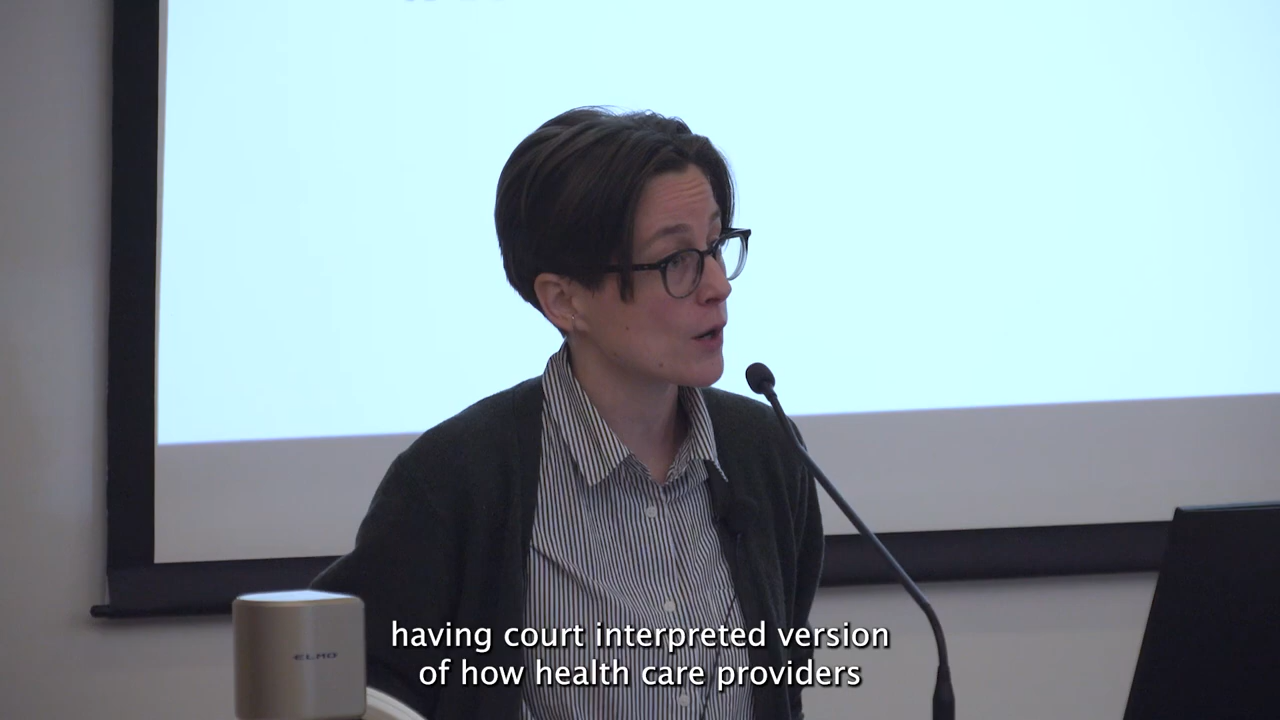 ELMO
having court interpreted version
of how health care providers